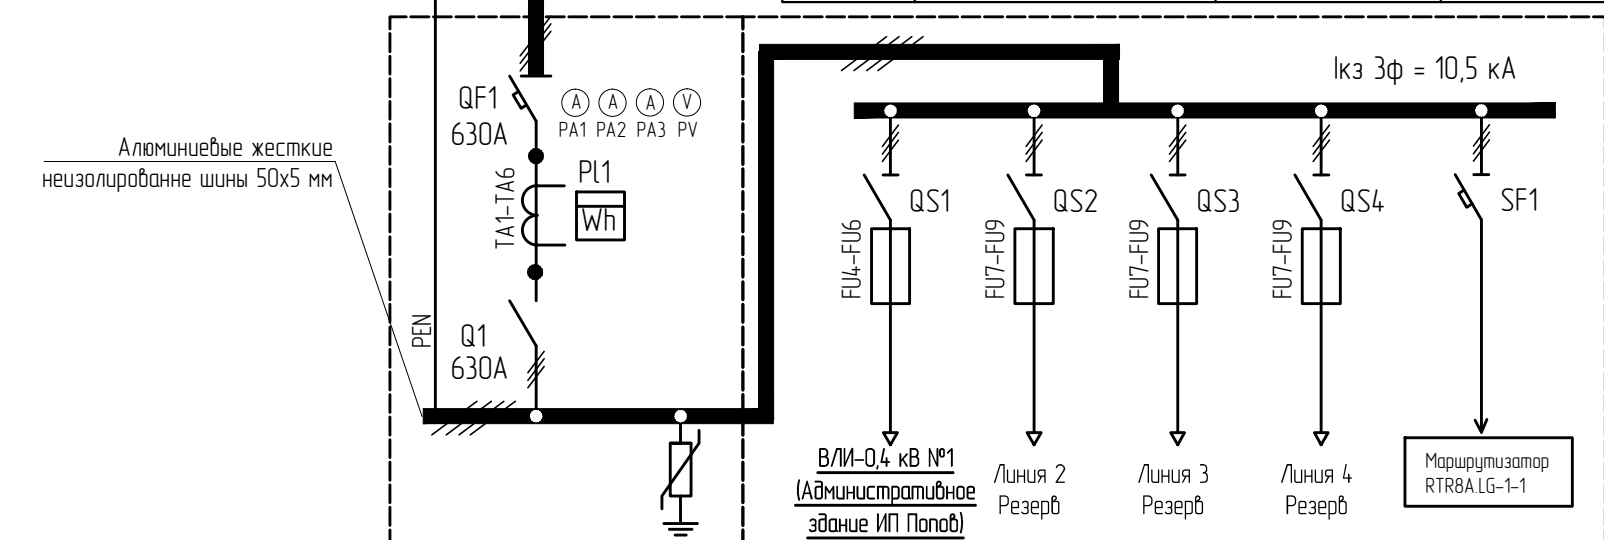 Iкз 3ф = 10,5 кА
QF1
630А
A
A
A
V
PA1
PA2
PA3
PV
Алюминиевые жесткие
неизолированне шины 50х5 мм
TA1-TA6
PI1
Wh
PEN
Q1
630А
QS1
QS2
QS3
QS4
SF1
FU4-FU6
FU7-FU9
FU7-FU9
FU7-FU9
ВЛИ-0,4 кВ №1
(Административное
здание ИП Попов)
Линия 2
Резерв
Линия 3
Резерв
Линия 4
Резерв
Маршрутизатор
RTR8A.LG-1-1